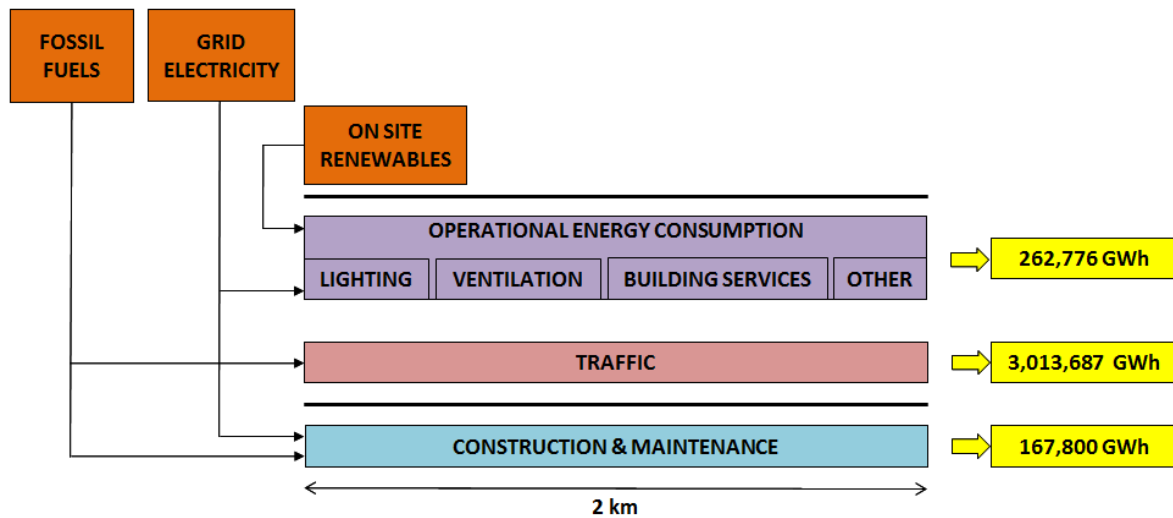 FOSSIL
FUELS
GRID
ELECTRICITY
ON SITE
RENEWABLES
OPERATIONAL ENERGY CONSUMPTION
LIGHTING
VENTILATION
BUILDING SERVICES
OTHER
262,776 GWh
TRAFFIC
3,013,687 GWh
CONSTRUCTION & MAINTENANCE
167,800 GWh
2 km